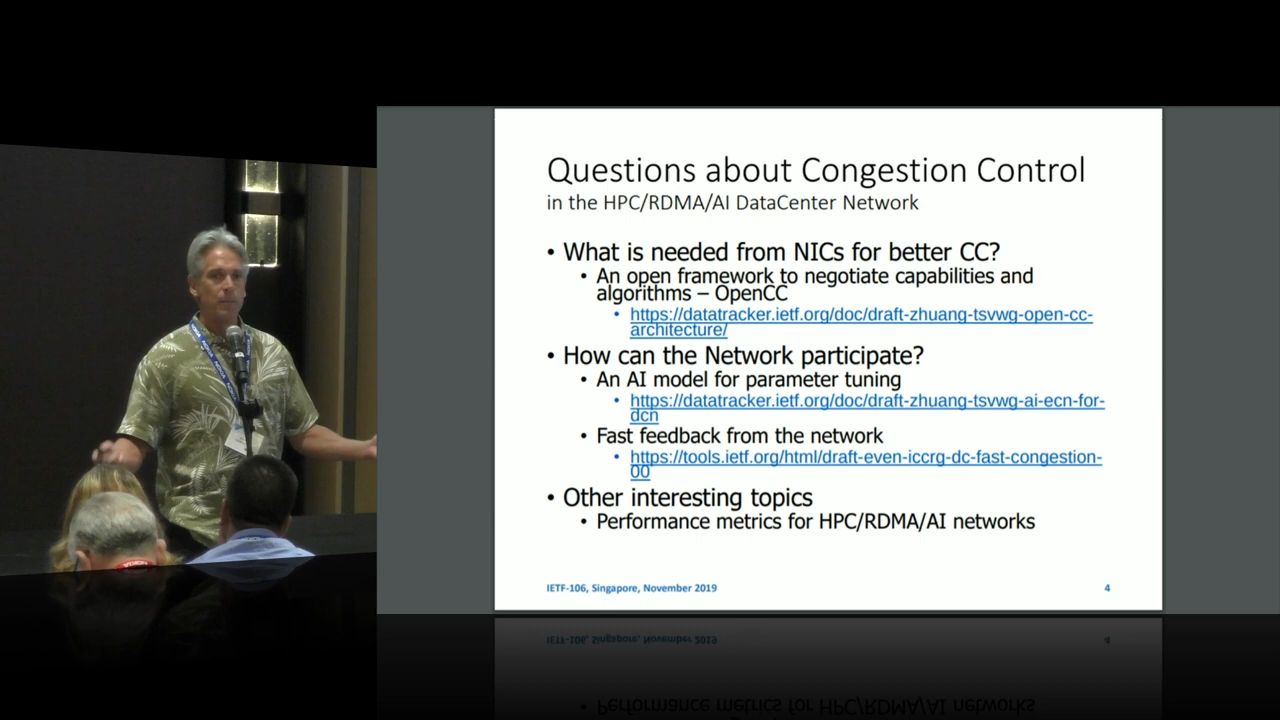 Questions about Congestion Control
in the HPC/RDMA/AI DataCenter Network
• What is needed from NICs for better CC?
• An open framework to negotiate capabilities and
algorithms – OpenCC
• https://datatracker.ietf.org/doc/draft-zhuang-tsvwg-open-cc-
architecture/
• How can the Network participate?
• An AI model for parameter tuning
• https://datatracker.ietf.org/doc/draft-zhuang-tsvwg-ai-ecn-for-
dcn
• Fast feedback from the network
• https://tools.ietf.org/html/draft-even-iccrg-dc-fast-congestion-
00
• Other interesting topics
• Performance metrics for HPC/RDMA/AI networks
IETF-106, Singapore, November 2019
4